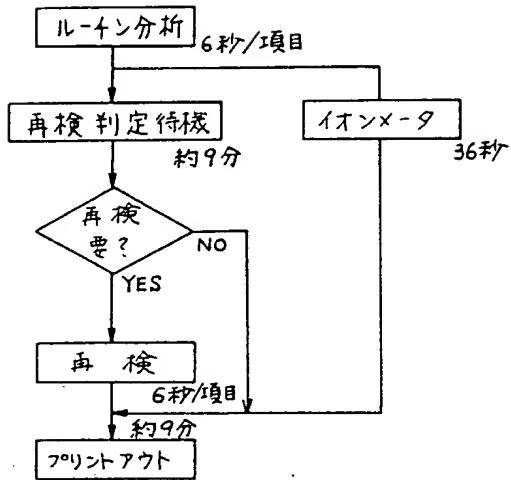 ルーチン分析
6秒/項目
再検判定待機
イオンメータ
約9分
36秒
再検
要?
NO
YES
再検
6秒/項目
約9分
プリントアウト